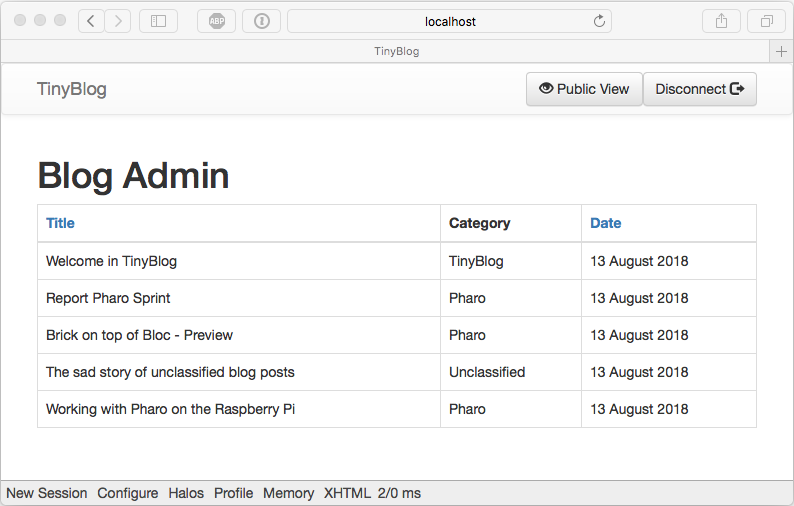 ABP localhost
TinyBlog
TinyBlog Public View Disconnect
Blog Admin
Title Category Date
Welcome in TinyBlog TinyBlog 13 August 2018
Report Pharo Sprint Pharo 13 August 2018
Brick on top of Bloc - Preview Pharo 13 August 2018
The sad story of unclassified blog posts Unclassified 13 August 2018
Working with Pharo on the Raspberry Pi Pharo 13 August 2018
New Session Configure Halos Profile Memory XHTML 2/0 ms